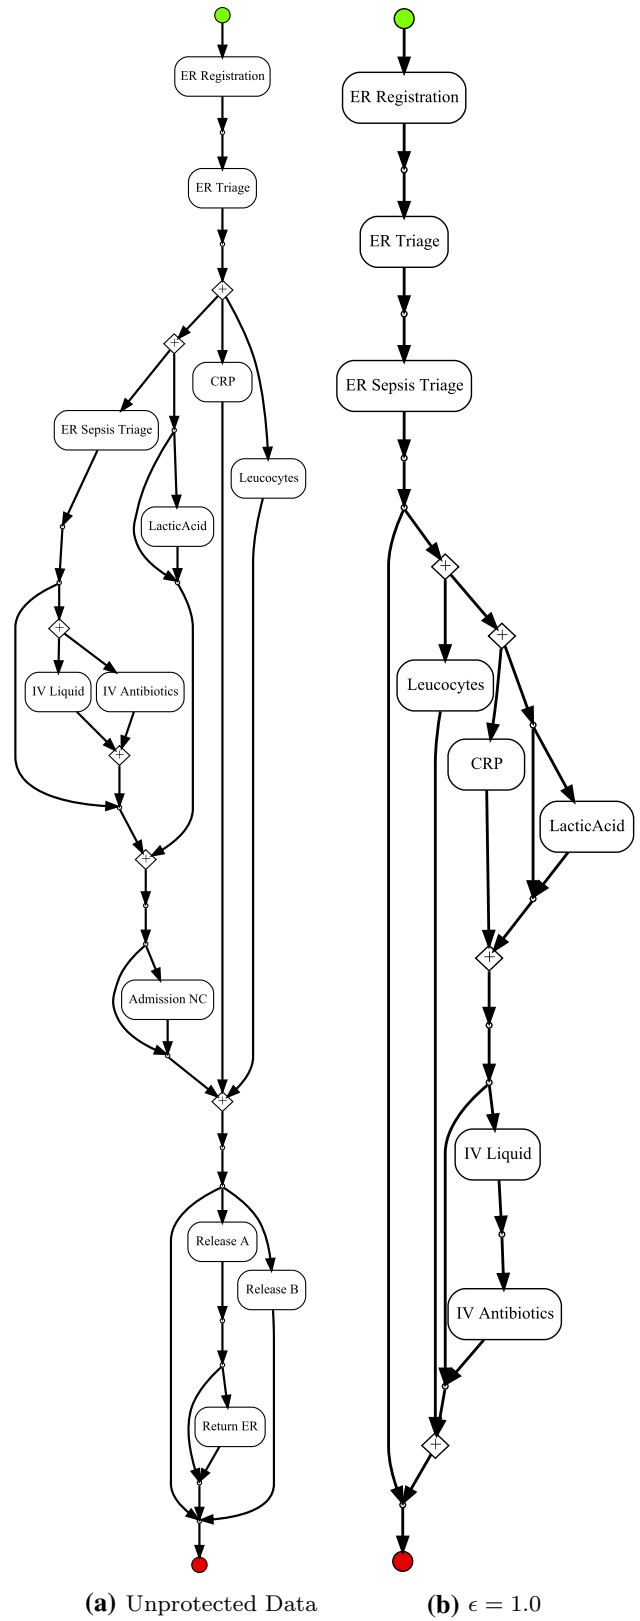 ER Registration
ER Triage
+
+
CRP
ER Sepsis Triage
Leucocytes
LacticAcid
+
IV Liquid
IV Antibiotics
+
+
Admission NC
+
Release A
Release B
Return ER
(a) Unprotected Data
ER Registration
ER Triage
ER Sepsis Triage
+
+
Leucocytes
CRP
LacticAcid
+
IV Liquid
IV Antibiotics
+
(b) ϵ = 1.0